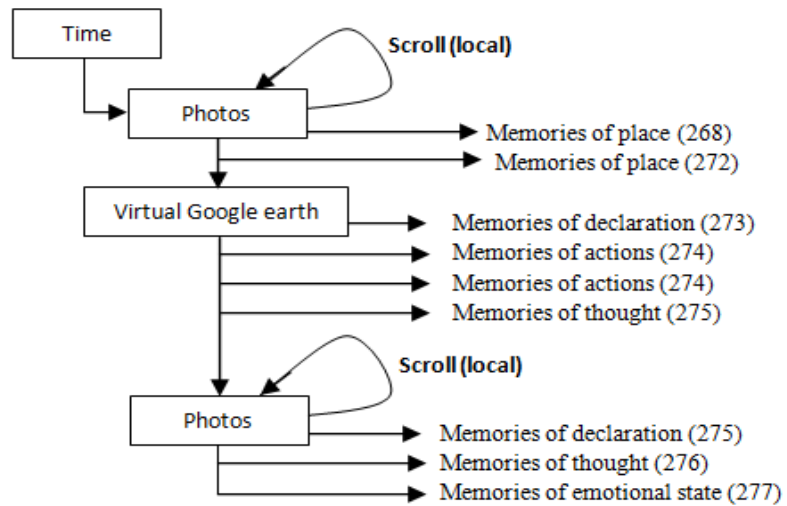 Time
Scroll (local)
Photos
Memories of place (268)
Memories of place (272)
Virtual Google earth
Memories of declaration (273)
Memories of actions (274)
Memories of actions (274)
Memories of thought (275)
Scroll (local)
Photos
Memories of declaration (275)
Memories of thought (276)
Memories of emotional state (277)